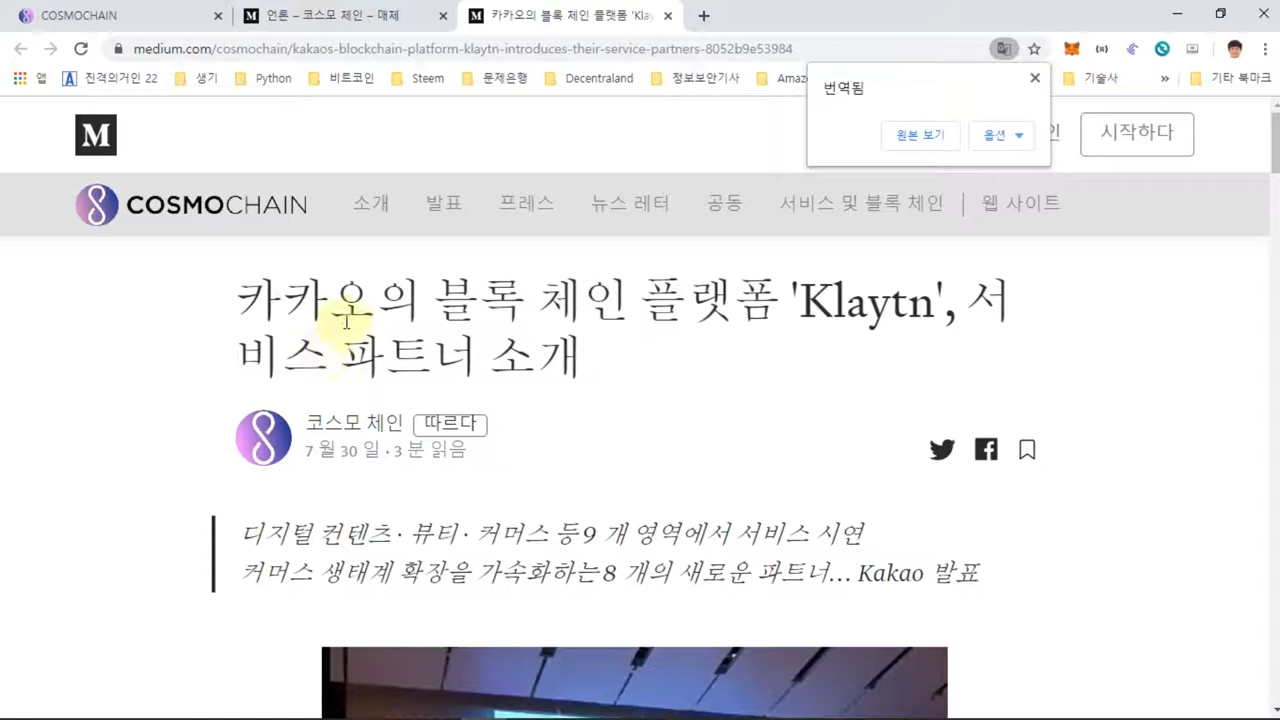 COSMOCHAIN
언론 – 코스모 체인 – 매체
카카오의 블록 체인 플랫폼 'Klay
medium.com/cosmochain/kakaos-blockchain-platform-klaytn-introduces-their-service-partners-8052b9e53984
앱 진격의거인 22 생기 Python 비트코인 Steem 문제은행 Decentraland 정보보안기사 Amaz 기술사 » 기타 북마크
번역됨
원본 보기 옵션
M
인 시작하다
COSMOCHAIN 소개 발표 프레스 뉴스 레터 공동 서비스 및 블록 체인 웹 사이트
카카오의 블록 체인 플랫폼 'Klaytn', 서
비스 파트너 소개
코스모 체인 따르다
7 월 30 일 · 3 분 읽음
디지털 컨텐츠· 뷰티· 커머스 등9 개 영역에서 서비스 시연
커머스 생태계 확장을 가속화하는8 개의 새로운 파트너… Kakao 발표